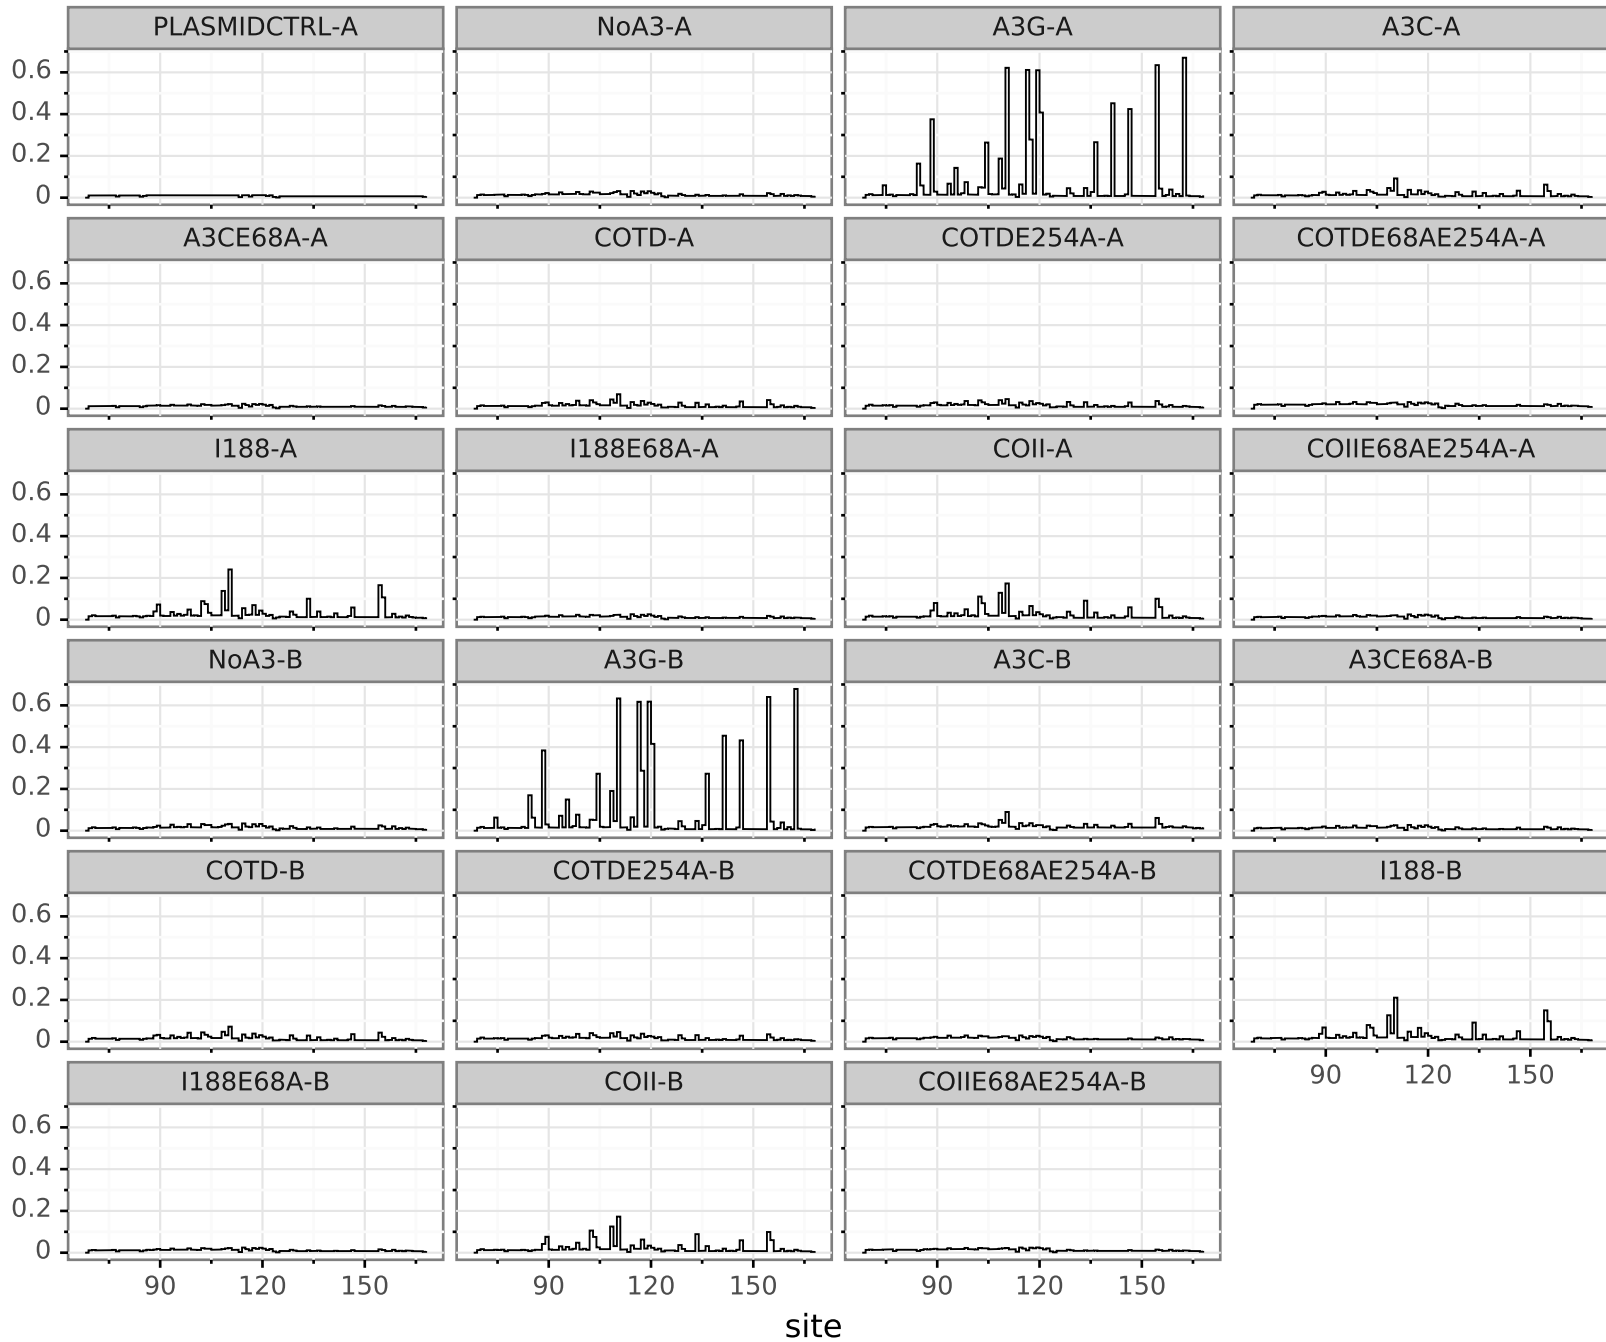 PLASMIDCTRL-A NoA3-A A3G-A A3C-A
0.6
0.4
0.2
0
A3CE68A-A COTD-A COTDE254A-A COTDE68AE254A-A
0.6
0.4
0.2
0
I188-A I188E68A-A COII-A COIIE68AE254A-A
0.6
0.4
0.2
0
NoA3-B A3G-B A3C-B A3CE68A-B
0.6
0.4
0.2
0
COTD-B COTDE254A-B COTDE68AE254A-B I188-B
0.6
0.4
0.2
0
90 120 150
I188E68A-B COII-B COIIE68AE254A-B
0.6
0.4
0.2
0
90 120 150 90 120 150 90 120 150
site